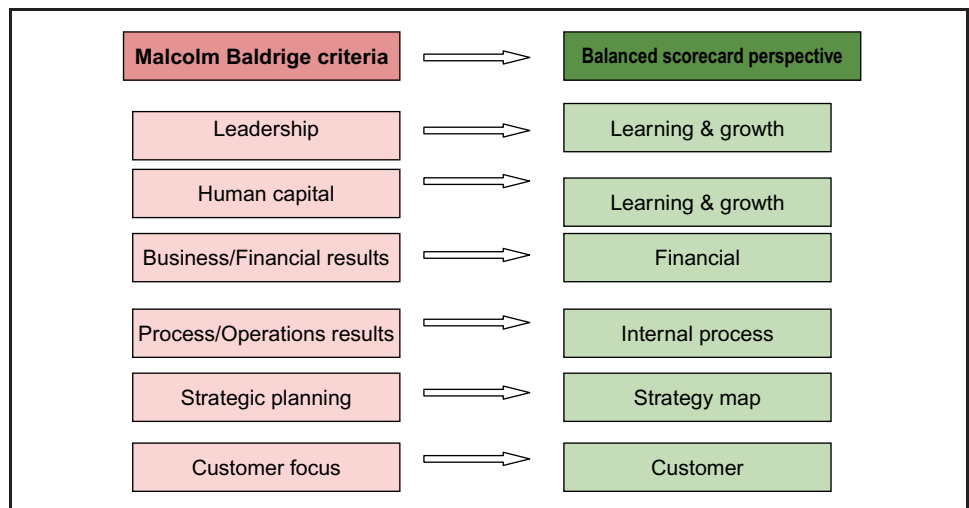 Malcolm Baldrige criteria
Balanced scorecard perspective
Leadership
Learning & growth
Human capital
Learning & growth
Business/Financial results
Financial
Process/Operations results
Internal process
Strategic planning
Strategy map
Customer focus
Customer